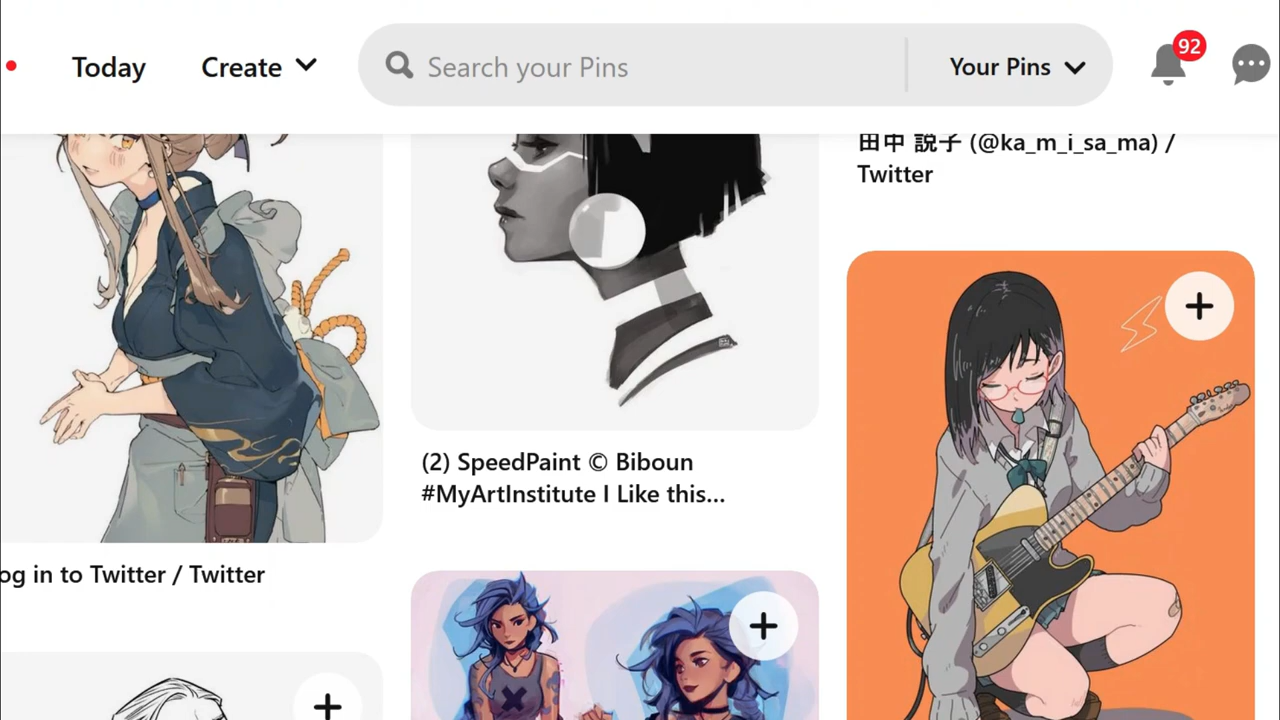 Today
Create
Search your Pins
Your Pins
92
田中 説子 (@ka_m_i_sa_ma) /
Twitter
(2) SpeedPaint © Biboun
#MyArtInstitute I Like this...
og in to Twitter / Twitter